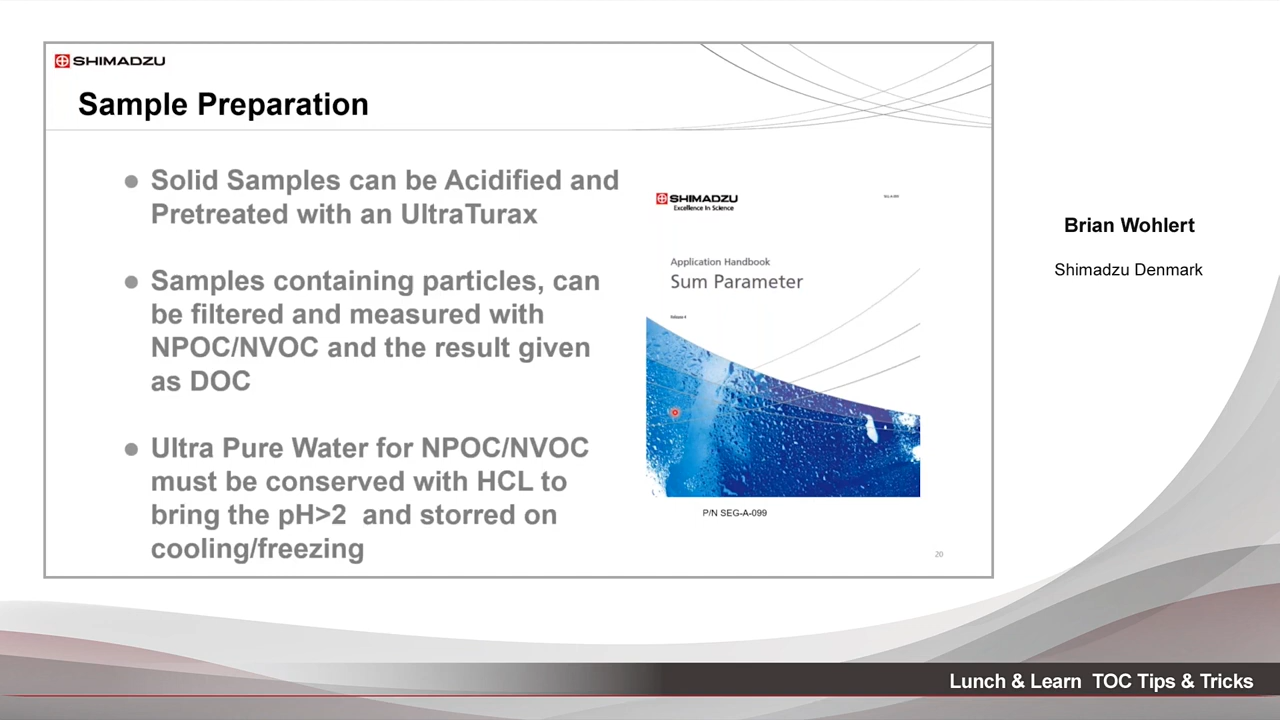 SHIMADZU
Sample Preparation
● Solid Samples can be Acidified and
Pretreated with an UltraTurax
● Samples containing particles, can
be filtered and measured with
NPOC/NVOC and the result given
as DOC
● Ultra Pure Water for NPOC/NVOC
must be conserved with HCL to
bring the pH>2 and storred on
cooling/freezing
SHIMADZU
Excellence in Science
Application Handbook
Sum Parameter
P/N SEG-A-099
20
Brian Wohlert
Shimadzu Denmark
Lunch & Learn TOC Tips & Tricks